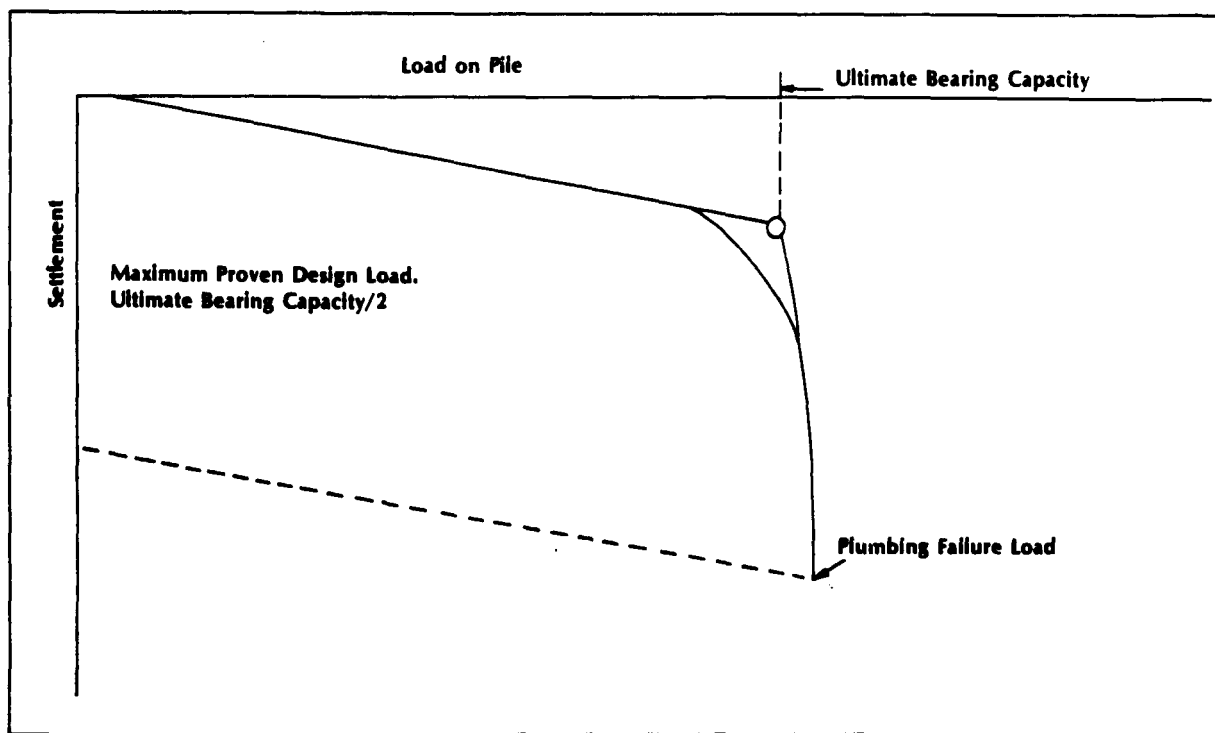 Load on Pile
Ultimate Bearing Capacity
Settlement
Maximum Proven Design Load.
Ultimate Bearing Capacity/2
Plumbing Failure Load